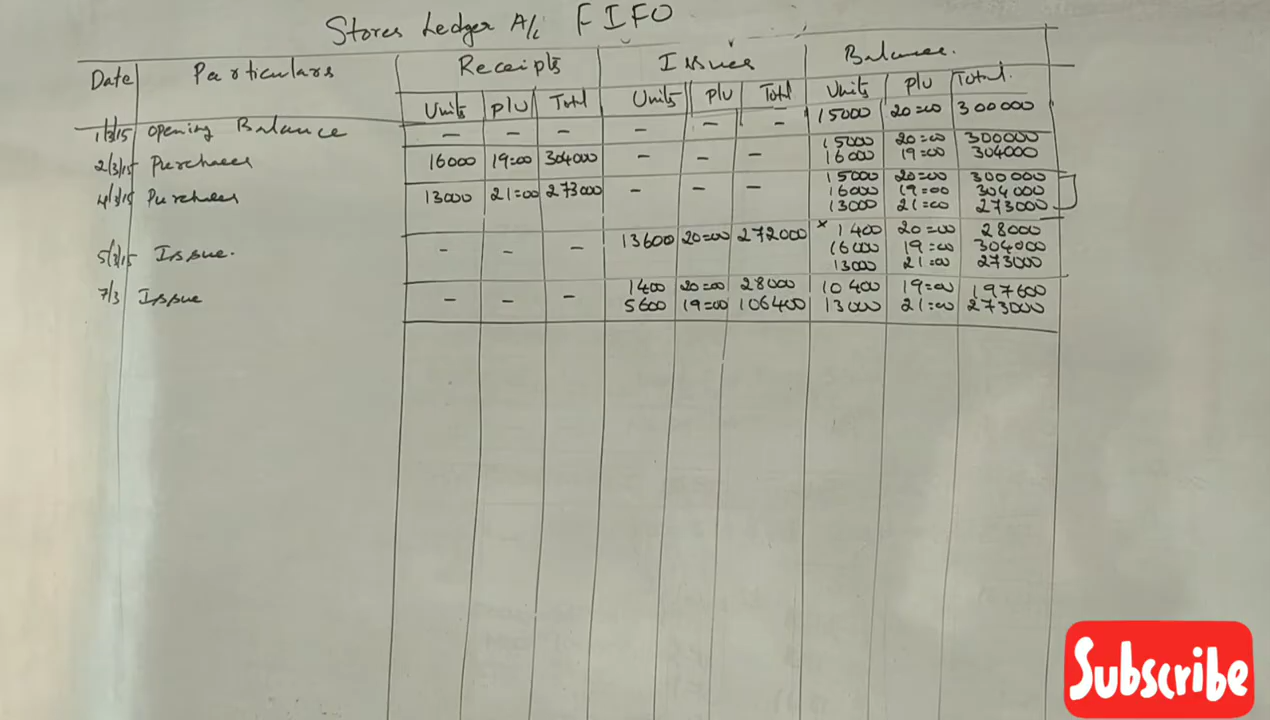 Stores Ledger A/c FIFO
Date Particulars Receipts Issues Balance.
Units P/U Total Units P/U Total Units P/U Total.
1/3/15 Opening Balance - - - - - - 15000 20=00 300000
2/3/15 Purchases 16000 19=00 304000 - - - 15000 20=00 300000
16000 19=00 304000
4/3/15 Purchases 13000 21=00 273000 - - - 15000 20=00 300000
16000 19=00 304000
13000 21=00 273000
5/3/15 Issue. - - - 13600 20=00 272000 * 1400 20=00 28000
16000 19=00 304000
13000 21=00 273000
7/3 Issue - - - 1400 20=00 28000 10400 19=00 197600
5600 19=00 106400 13000 21=00 273000
Subscribe